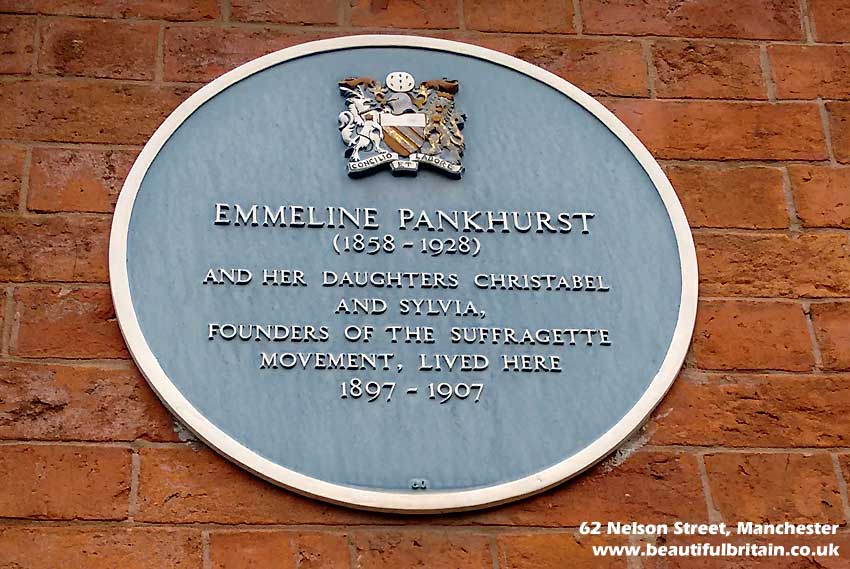 CONCILIO ET LABORE
EMMELINE PANKHURST
(1858 - 1928)
AND HER DAUGHTERS CHRISTABEL
AND SYLVIA,
FOUNDERS OF THE SUFFRAGETTE
MOVEMENT, LIVED HERE
1897 - 1907
62 Nelson Street, Manchester
www.beautifulbritain.co.uk